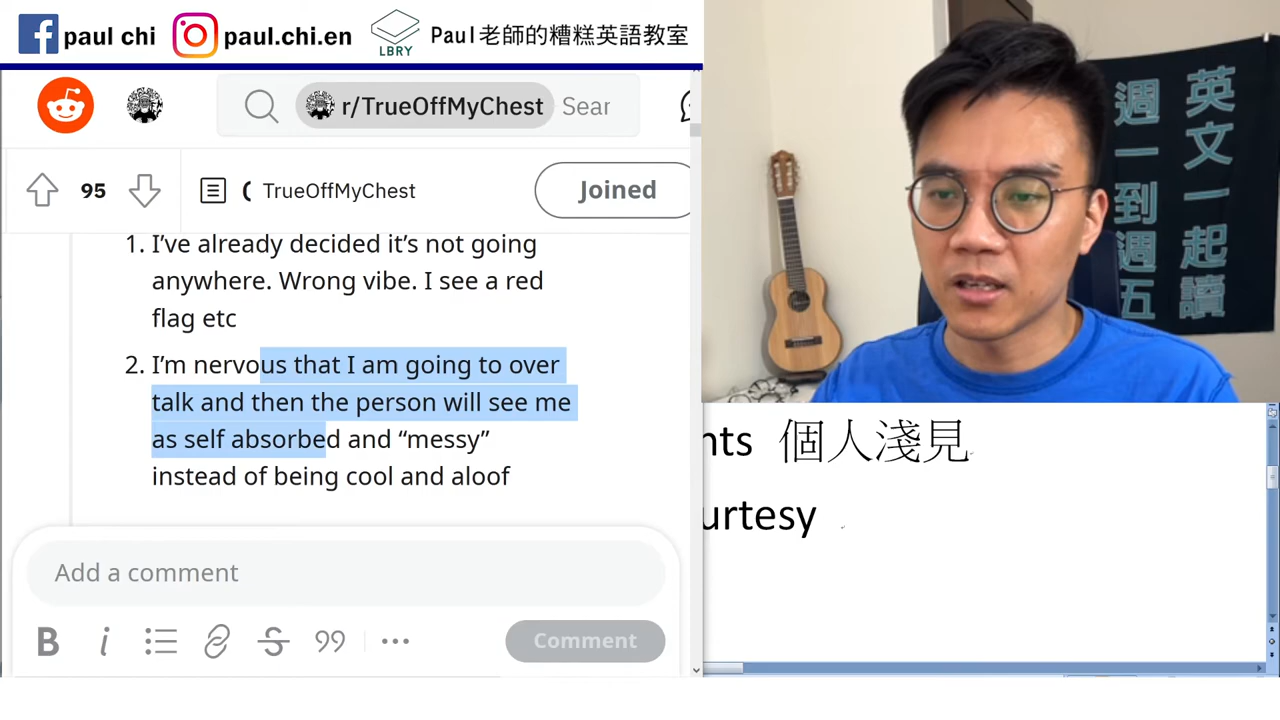 paul chi
paul.chi.en
LBRY
Paul老師的糟糕英語教室
r/TrueOffMyChest
Sear
95
TrueOffMyChest
Joined
1. I’ve already decided it’s not going
anywhere. Wrong vibe. I see a red
flag etc
2. I’m nervous that I am going to over
talk and then the person will see me
as self absorbed and “messy”
instead of being cool and aloof
Add a comment
B i S 99 ...
Comment
英文一起讀
週一到週五
nts 個人淺見
urtesy